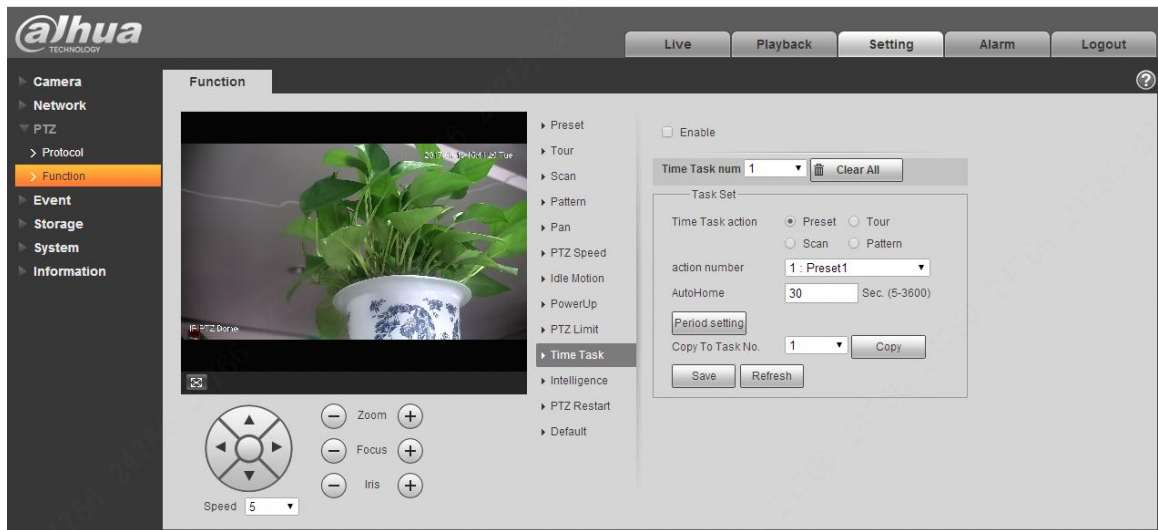 alhua
TECHNOLOGY
Live
Playback
Setting
Alarm
Logout
Camera
Network
PTZ
Protocol
Function
Event
Storage
System
Information
Function
IP PTZ Dome
Speed 5
Zoom
Focus
Iris
Preset
Tour
Scan
Pattern
Pan
PTZ Speed
Idle Motion
PowerUp
PTZ Limit
Time Task
Intelligence
PTZ Restart
Default
Enable
Time Task num 1 Clear All
Task Set
Time Task action Preset Tour
Scan Pattern
action number 1 : Preset1
AutoHome 30 Sec. (5-3600)
Period setting
Copy To Task No. 1 Copy
Save Refresh